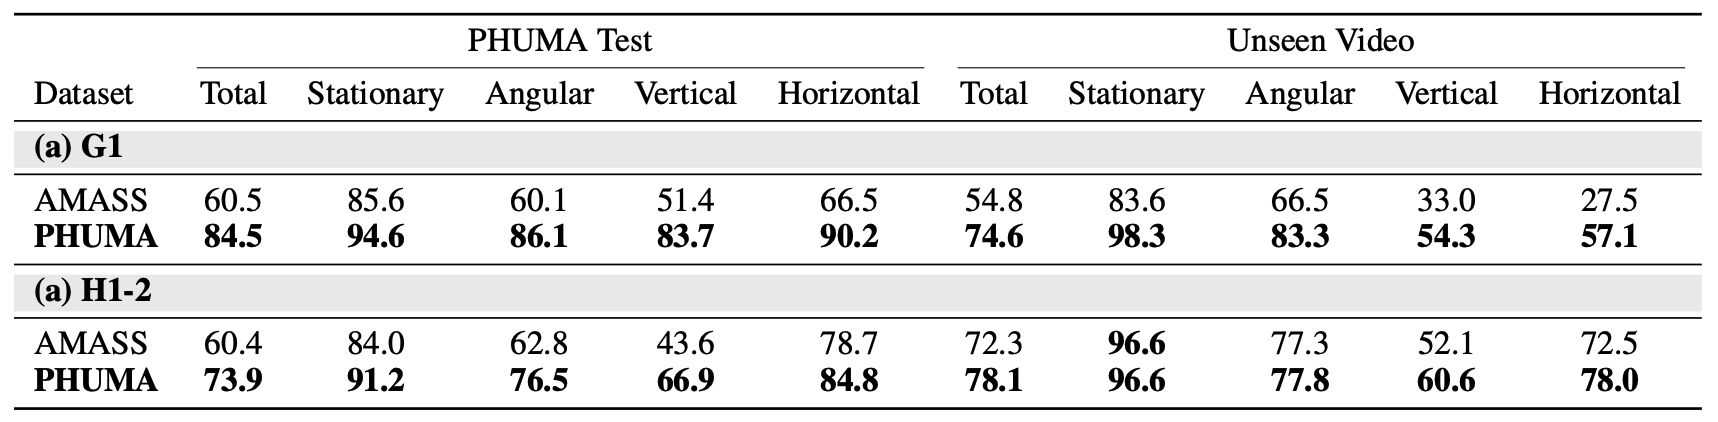 PHUMA Test Unseen Video
Dataset Total Stationary Angular Vertical Horizontal Total Stationary Angular Vertical Horizontal
(a) G1
AMASS 60.5 85.6 60.1 51.4 66.5 54.8 83.6 66.5 33.0 27.5
PHUMA 84.5 94.6 86.1 83.7 90.2 74.6 98.3 83.3 54.3 57.1
(a) H1-2
AMASS 60.4 84.0 62.8 43.6 78.7 72.3 96.6 77.3 52.1 72.5
PHUMA 73.9 91.2 76.5 66.9 84.8 78.1 96.6 77.8 60.6 78.0